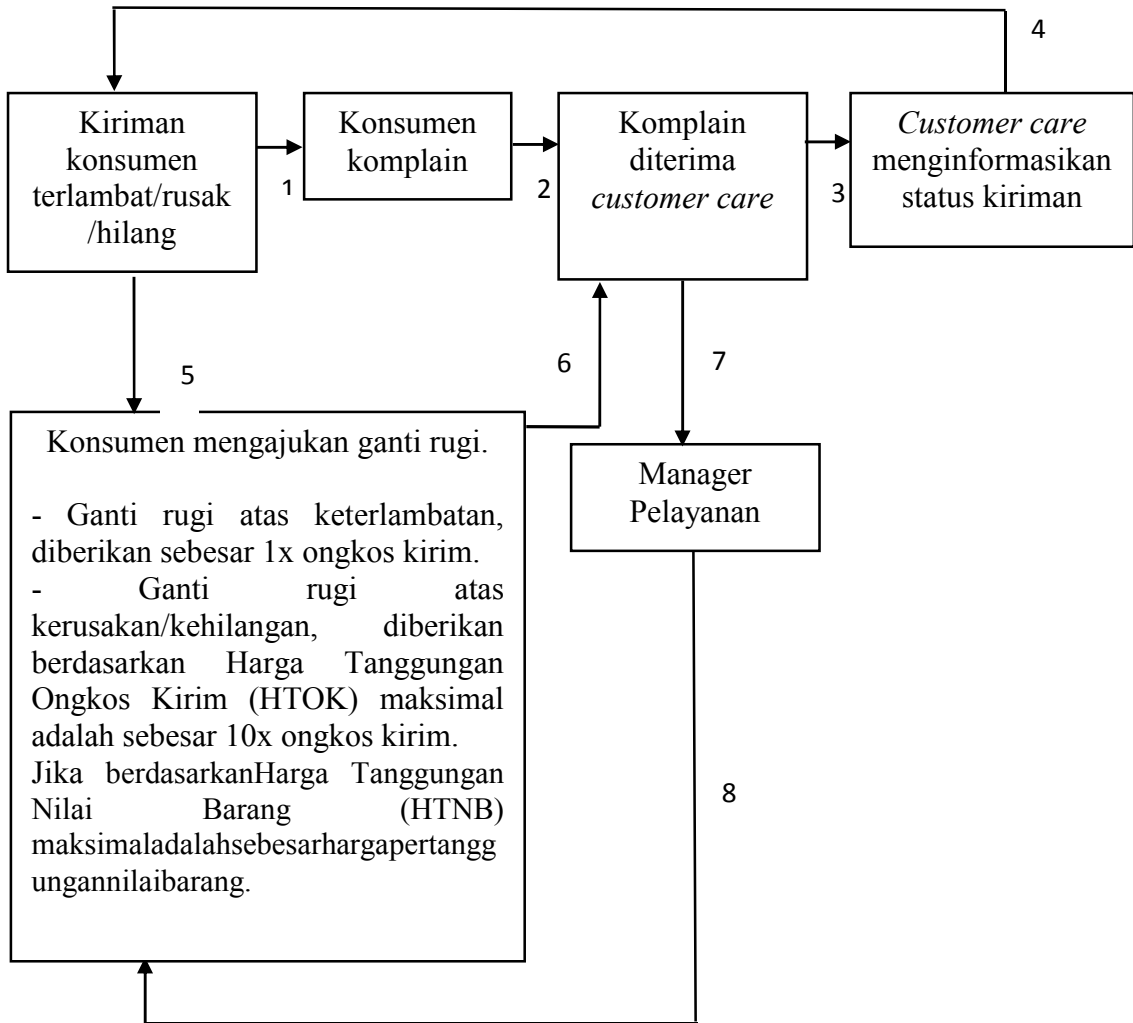 4
Kiriman
konsumen
terlambat/rusak
/hilang
1
Konsumen
komplain
2
Komplain
diterima
customer care
3
Customer care
menginformasikan
status kiriman
5
6
7
Konsumen mengajukan ganti rugi.
- Ganti rugi atas keterlambatan,
diberikan sebesar 1x ongkos kirim.
- Ganti rugi atas
kerusakan/kehilangan, diberikan
berdasarkan Harga Tanggungan
Ongkos Kirim (HTOK) maksimal
adalah sebesar 10x ongkos kirim.
Jika berdasarkanHarga Tanggungan
Nilai Barang (HTNB)
maksimaladalahsebesarhargapertangg
ungannilaibarang.
Manager
Pelayanan
8